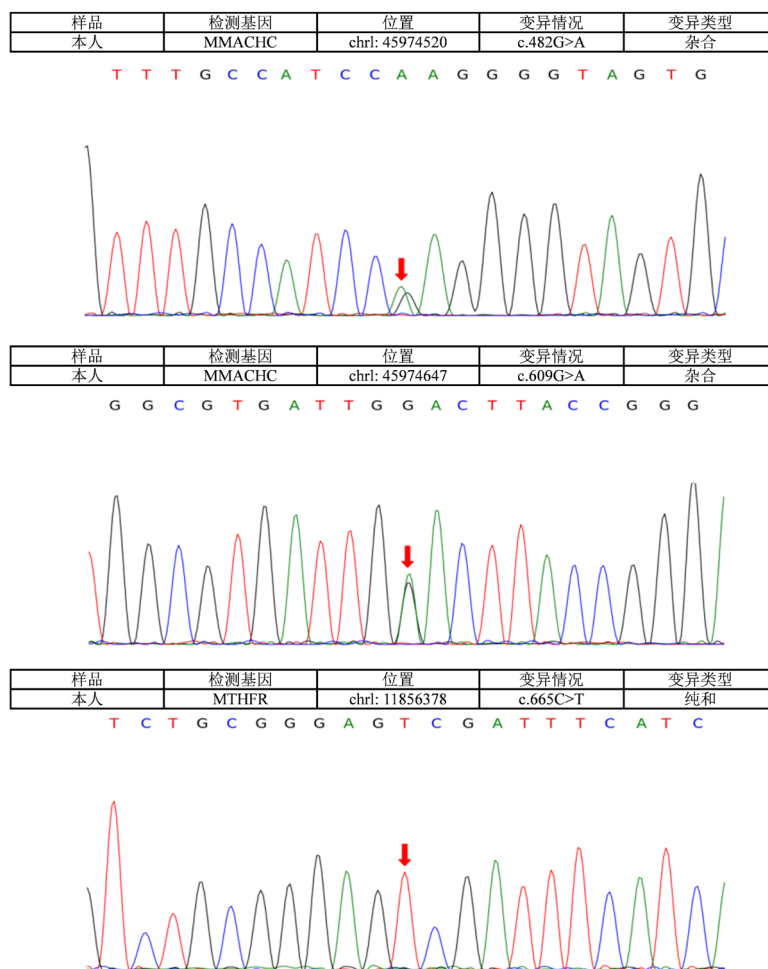 样品 检测基因 位置 变异情况 变异类型
本人 MMACHC chrl: 45974520 c.482G>A 杂合
T T T G C C A T C C A A G G G G T A G T G
样品 检测基因 位置 变异情况 变异类型
本人 MMACHC chrl: 45974647 c.609G>A 杂合
G G C G T G A T T G G A C T T A C C G G G
样品 检测基因 位置 变异情况 变异类型
本人 MTHFR chrl: 11856378 c.665C>T 纯和
T C T G C G G G A G T C G A T T T C A T C